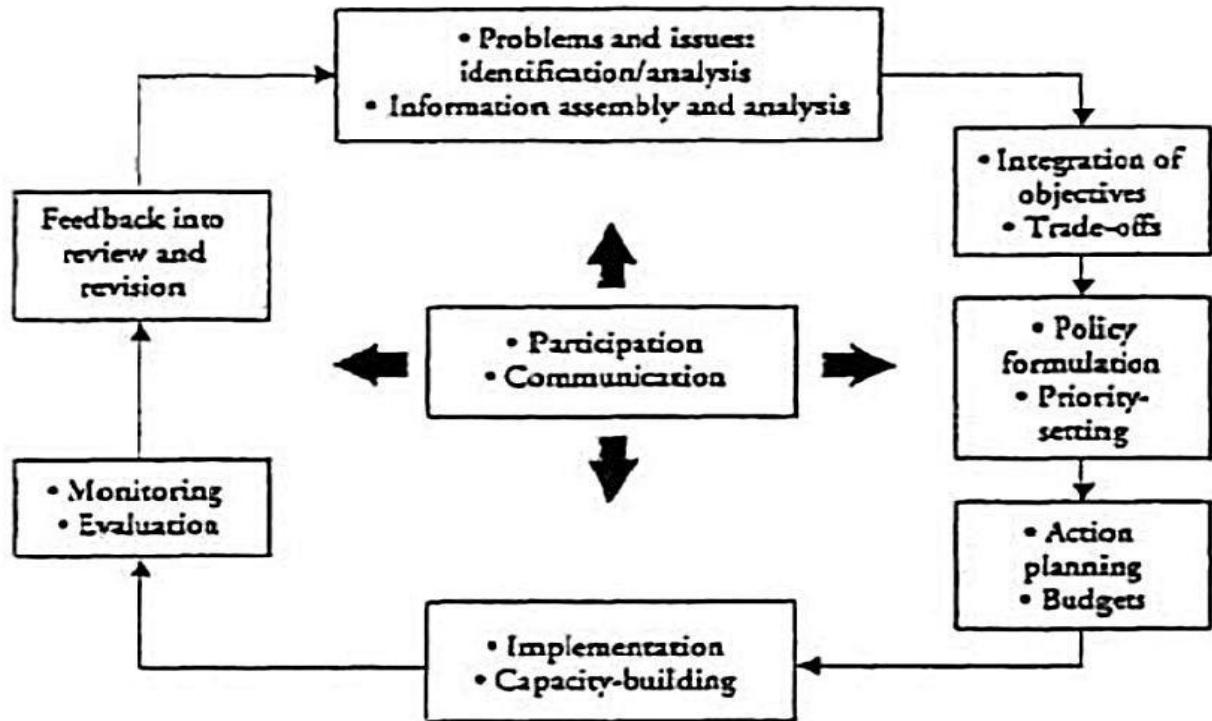 • Problems and issues:
identification/analysis
• Information assembly and analysis
• Integration of
objectives
• Trade-offs
Feedback into
review and
revision
• Participation
• Communication
• Policy
formulation
• Priority-
setting
• Monitoring
• Evaluation
• Action
planning
• Budgets
• Implementation
• Capacity-building